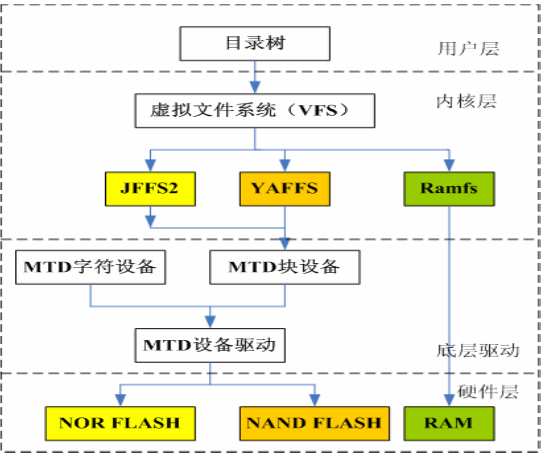 目录树
用户层
虚拟文件系统（VFS）
内核层
JFFS2
YAFFS
Ramfs
MTD字符设备
MTD块设备
MTD设备驱动
底层驱动
硬件层
NOR FLASH
NAND FLASH
RAM